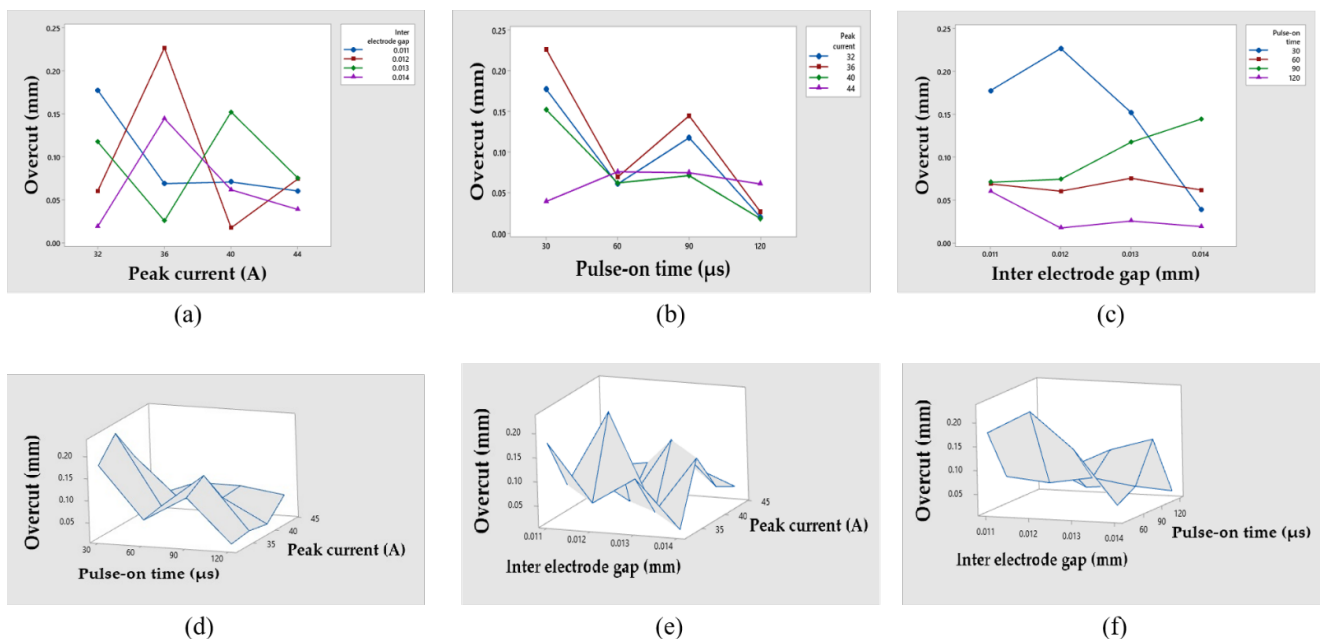 Inter
electrode gap
0.011
0.012
0.013
0.014
0.25
0.20
0.15
0.10
0.05
0.00
Overcut (mm)
32
36
40
44
Peak current (A)
(a)
Peak
current
32
36
40
44
0.25
0.20
0.15
0.10
0.05
0.00
Overcut (mm)
30
60
90
120
Pulse-on time (µs)
(b)
Pulse-on
time
30
60
90
120
0.25
0.20
0.15
0.10
0.05
0.00
Overcut (mm)
0.011
0.012
0.013
0.014
Inter electrode gap (mm)
(c)
Overcut (mm)
0.20
0.15
0.10
0.05
30
60
90
120
35
40
45
Peak current (A)
Pulse-on time (µs)
(d)
Overcut (mm)
0.20
0.15
0.10
0.05
0.011
0.012
0.013
0.014
35
40
45
Peak current (A)
Inter electrode gap (mm)
(e)
Overcut (mm)
0.20
0.15
0.10
0.05
0.011
0.012
0.013
0.014
60
90
120
Pulse-on time (µs)
Inter electrode gap (mm)
(f)